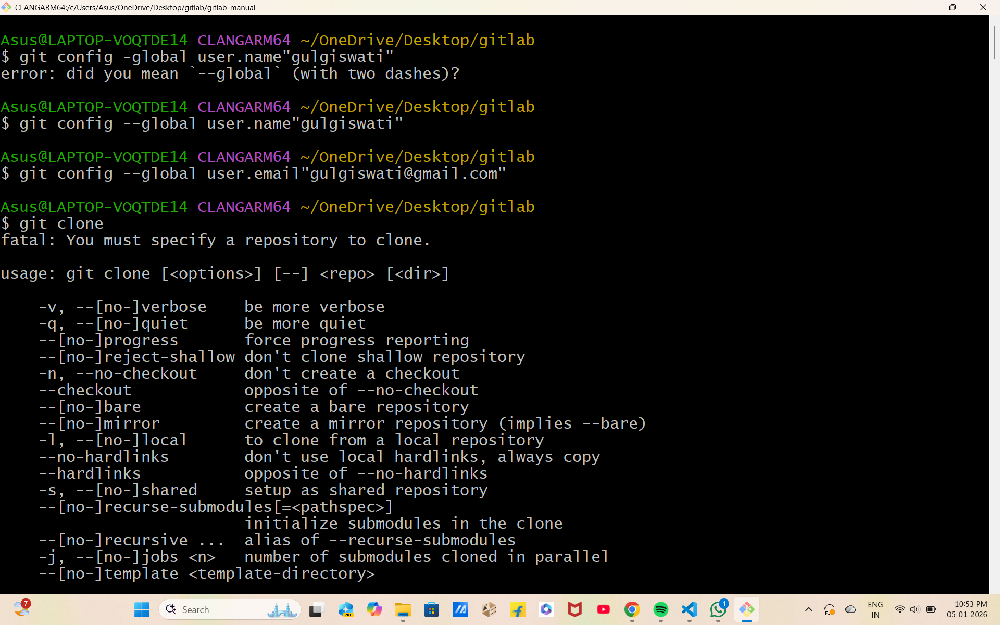 CLANGARM64:/c/Users/Asus/OneDrive/Desktop/gitlab/gitlab_manual
Asus@LAPTOP-VOQTDE14 CLANGARM64 ~/OneDrive/Desktop/gitlab
$ git config -global user.name"gulgiswati"
error: did you mean `--global` (with two dashes)?
Asus@LAPTOP-VOQTDE14 CLANGARM64 ~/OneDrive/Desktop/gitlab
$ git config --global user.name"gulgiswati"
Asus@LAPTOP-VOQTDE14 CLANGARM64 ~/OneDrive/Desktop/gitlab
$ git config --global user.email"gulgiswati@gmail.com"
Asus@LAPTOP-VOQTDE14 CLANGARM64 ~/OneDrive/Desktop/gitlab
$ git clone
fatal: You must specify a repository to clone.
usage: git clone [<options>] [--] <repo> [<dir>]
-v, --[no-]verbose    be more verbose
-q, --[no-]quiet      be more quiet
--[no-]progress       force progress reporting
--[no-]reject-shallow don't clone shallow repository
-n, --no-checkout     don't create a checkout
--checkout            opposite of --no-checkout
--[no-]bare           create a bare repository
--[no-]mirror         create a mirror repository (implies --bare)
-l, --[no-]local      to clone from a local repository
--no-hardlinks        don't use local hardlinks, always copy
--hardlinks           opposite of --no-hardlinks
-s, --[no-]shared     setup as shared repository
--[no-]recurse-submodules[=<pathspec>]
initialize submodules in the clone
--[no-]recursive ...  alias of --recurse-submodules
-j, --[no-]jobs <n>   number of submodules cloned in parallel
--[no-]template <template-directory>
7
Search
PRE
1
ENG
IN
10:53 PM
05-01-2026